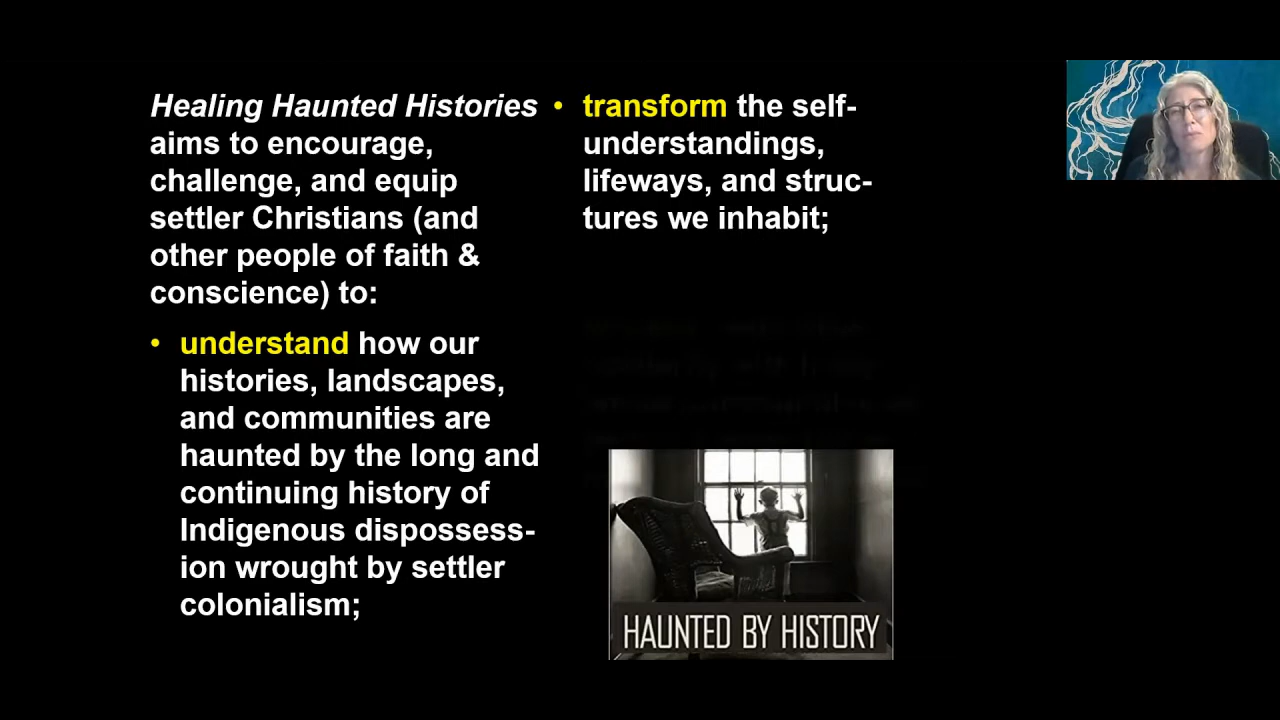 Healing Haunted Histories
aims to encourage,
challenge, and equip
settler Christians (and
other people of faith &
conscience) to:
• understand how our
histories, landscapes,
and communities are
haunted by the long and
continuing history of
Indigenous dispossess-
ion wrought by settler
colonialism;
• transform the self-
understandings,
lifeways, and struc-
tures we inhabit;
HAUNTED BY HISTORY